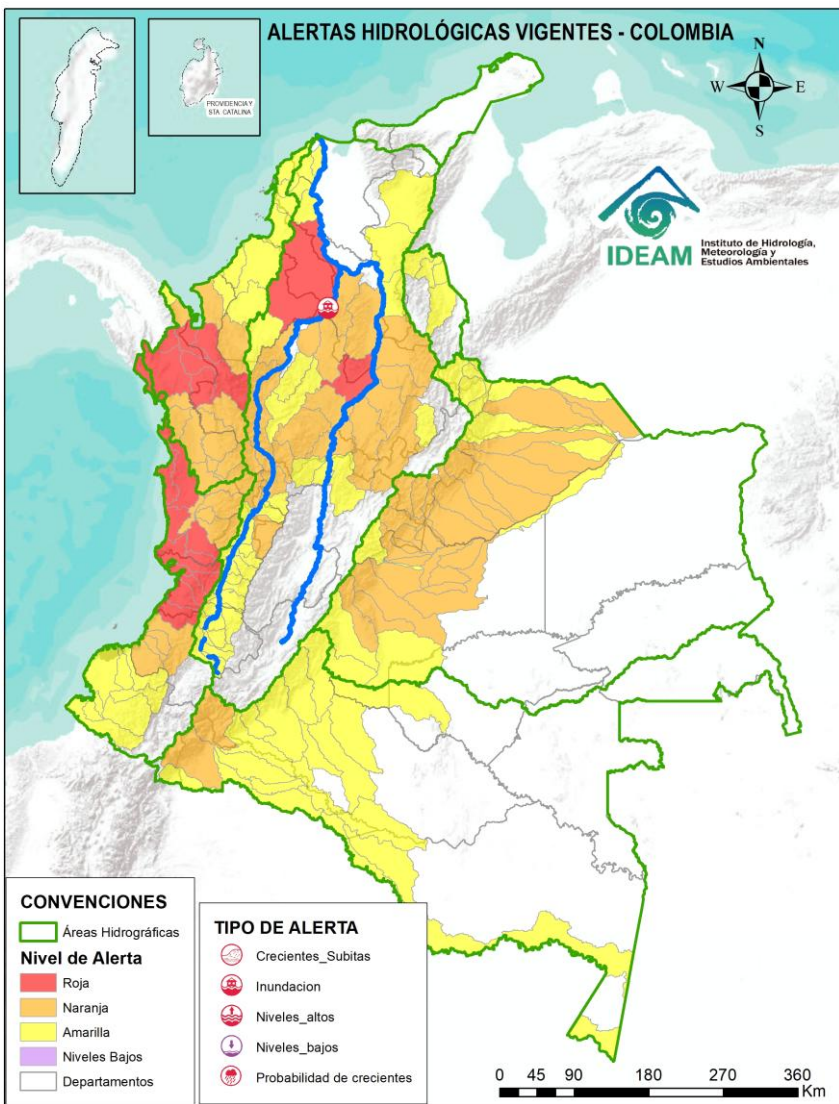 ALERTAS HIDROLÓGICAS VIGENTES - COLOMBIA
PROVIDENCIA Y
STA. CATALINA
N
W
E
S
IDEAM
Instituto de Hidrología,
Meteorología y
Estudios Ambientales
CONVENCIONES
Áreas Hidrográficas
Nivel de Alerta
Roja
Naranja
Amarilla
Niveles Bajos
Departamentos
TIPO DE ALERTA
Crecientes_Subitas
Inundacion
Niveles_altos
Niveles_bajos
Probabilidad de crecientes
0 45 90 180 270 360
Km